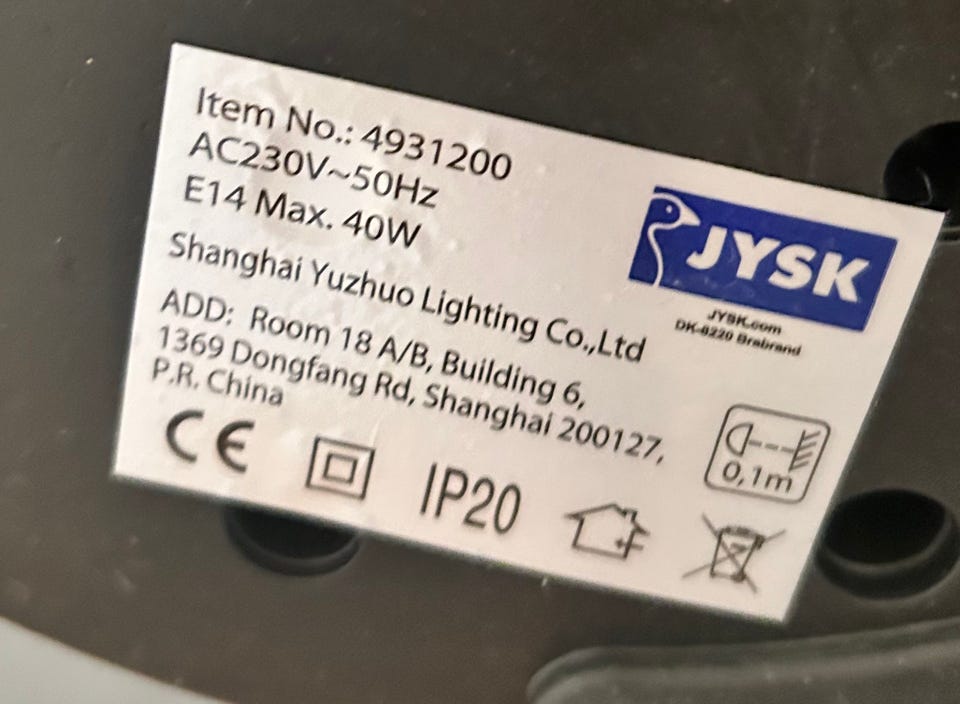 Item No.: 4931200
AC230V~50Hz
E14 Max. 40W
Shanghai Yuzhuo Lighting Co.,Ltd
ADD: Room 18 A/B, Building 6,
1369 Dongfang Rd, Shanghai 200127,
P.R. China
JYSK
JYSK.com
DK-8220 Brabrand
0,1m
CE
IP20